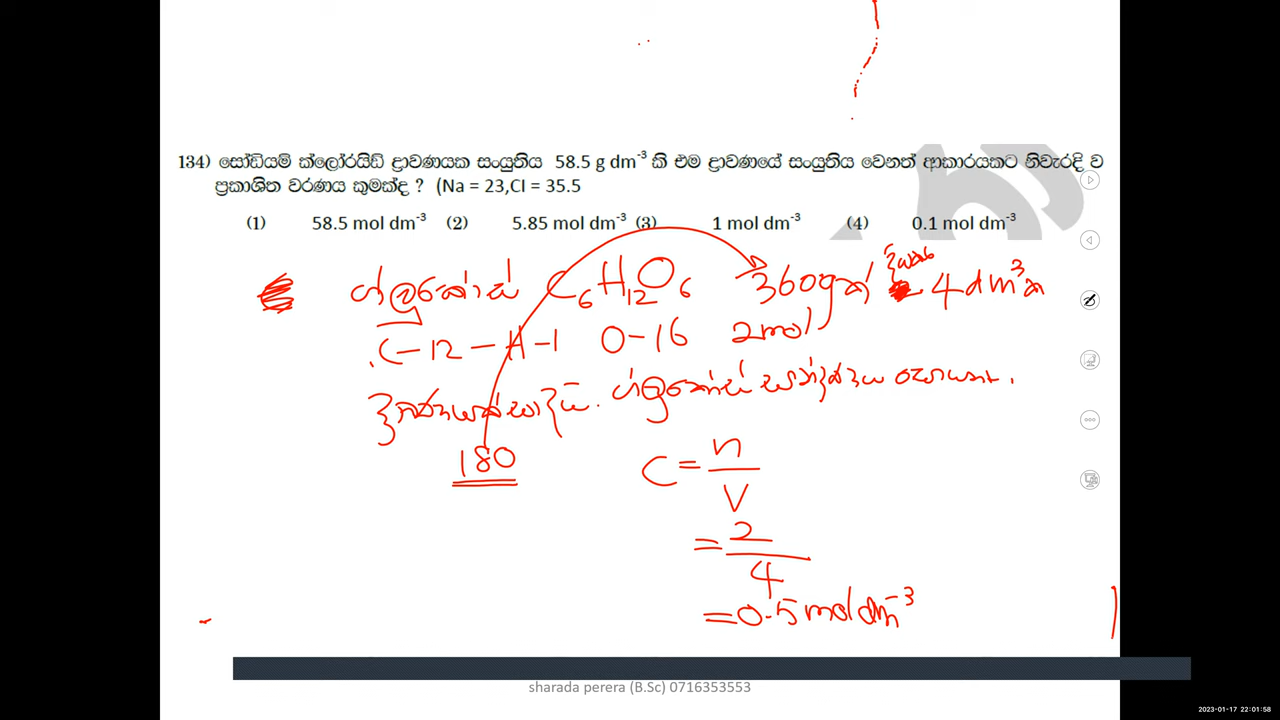 134) සෝඩියම් ක්ලෝරයිඩ් ද්‍රාවණයක සංයුතිය 58.5 g dm⁻³ කි එම ද්‍රාවණයේ සංයුතිය වෙනත් ආකාරයකට නිවැරදි ව
ප්‍රකාශිත වරණය කුමක්ද ? (Na = 23,Cl = 35.5
(1) 58.5 mol dm⁻³ (2) 5.85 mol dm⁻³ (3) 1 mol dm⁻³ (4) 0.1 mol dm⁻³
ග්ලුකෝස් C₆H₁₂O₆ 360gක් 4dm³ක
C-12-H-1 O-16 2mol
ග්ලුකෝස්
180
C = n/V
= 2/4
= 0.5 mol dm⁻³
sharada perera (B.Sc) 0716353553
2023-01-17 22:01:58